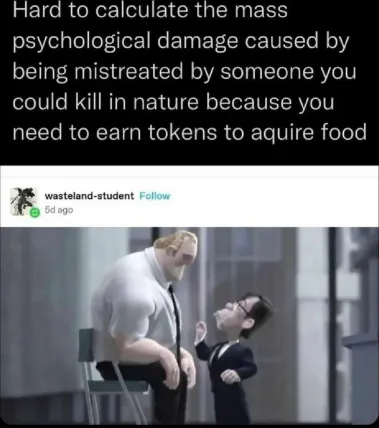 Hard to calculate the mass
psychological damage caused by
being mistreated by someone you
could kill in nature because you
need to earn tokens to aquire food
wasteland-student Follow
5d ago